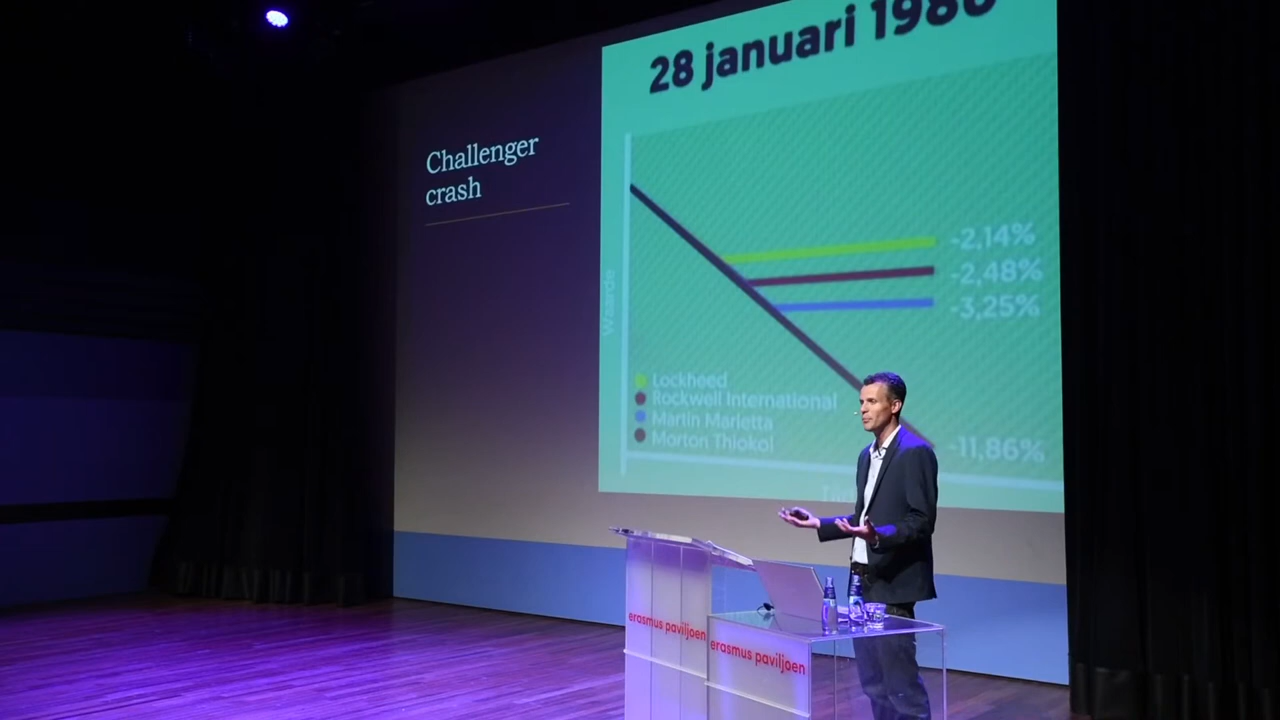 28 januari 1986
Challenger
crash
Waarde
-2,14%
-2,48%
-3,25%
Lockheed
Rockwell International
Martin Marietta
Morton Thiokol
-11,86%
erasmus paviljoen
erasmus paviljoen